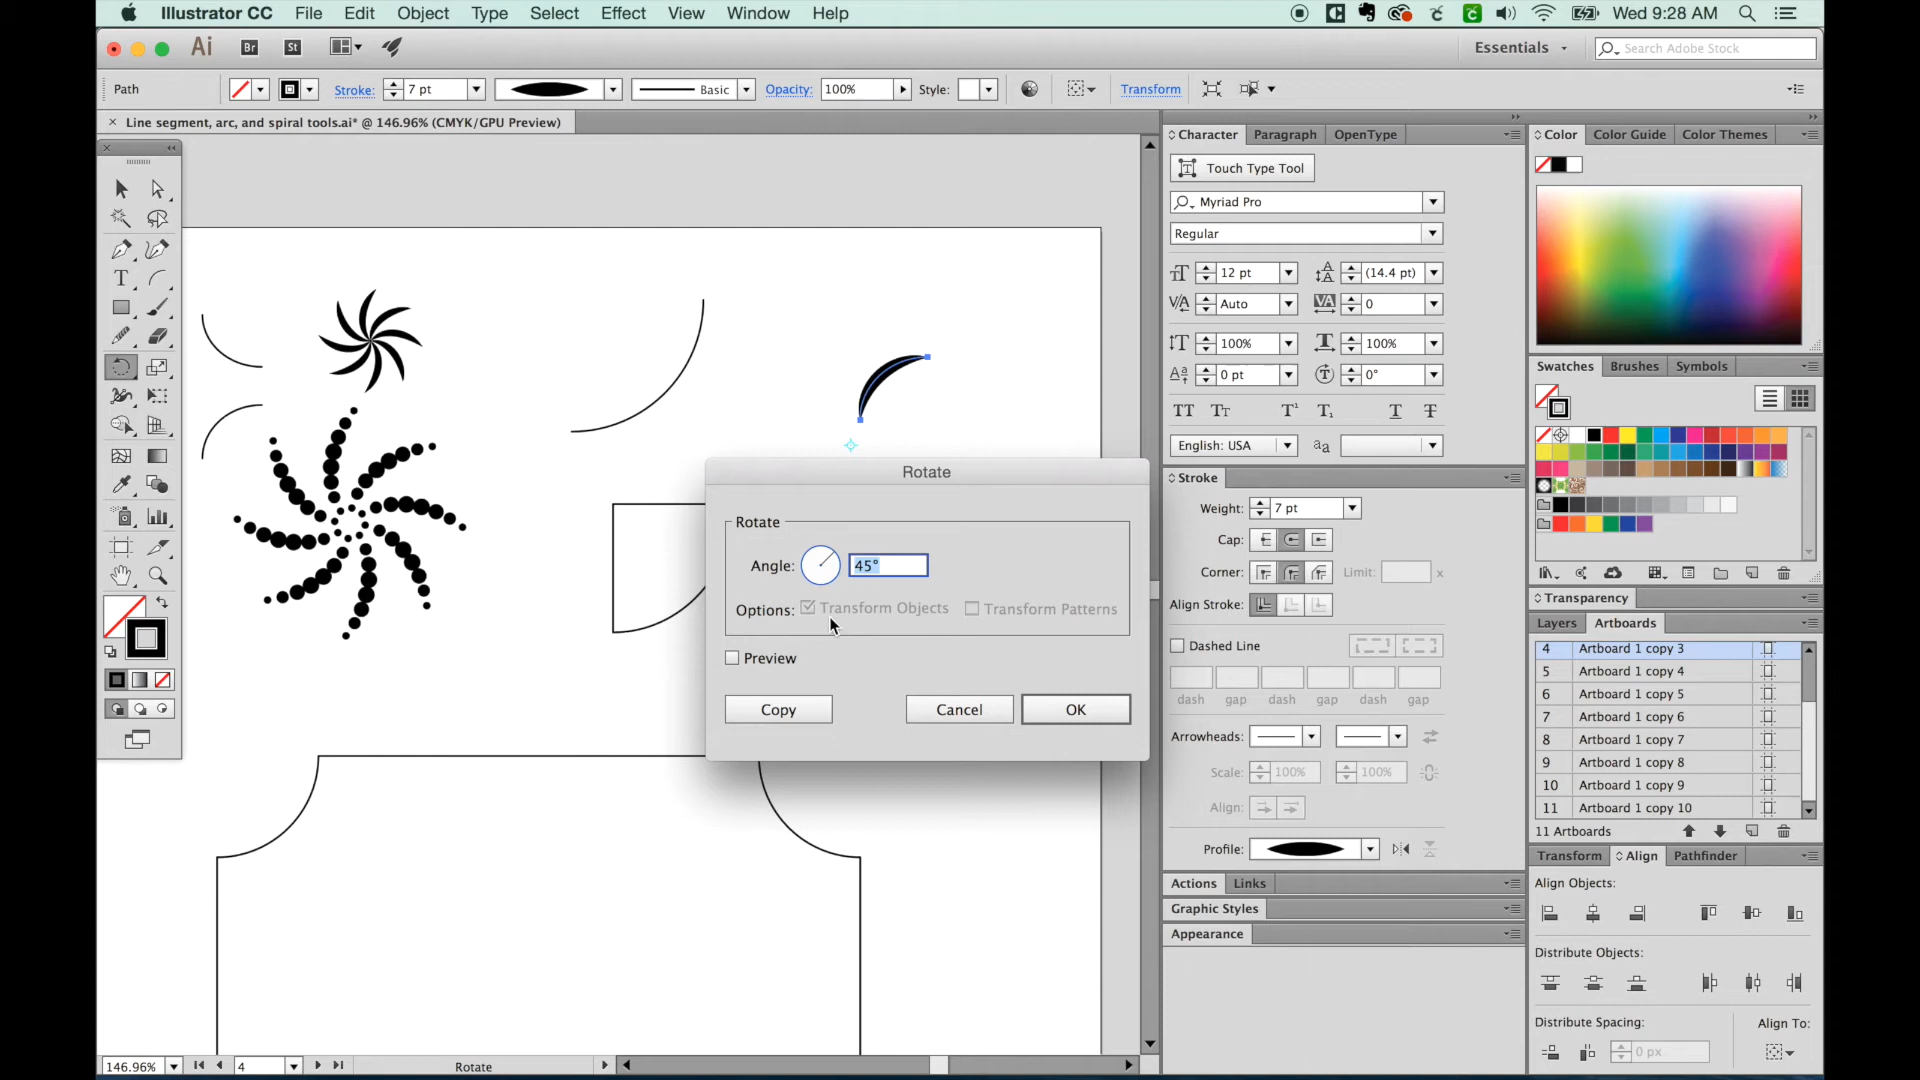 Illustrator CC File Edit Object Type Select Effect View Window Help Wed 9:28 AM
Ai Br St Essentials Search Adobe Stock
Path Stroke: 7 pt Basic Opacity: 100% Style: Transform
× Line segment, arc, and spiral tools.ai* @ 146.96% (CMYK/GPU Preview)
Character Paragraph OpenType
Touch Type Tool
Myriad Pro
Regular
12 pt (14.4 pt)
Auto 0
100% 100%
0 pt 0°
English: USA
Stroke
Weight: 7 pt
Cap:
Corner: Limit: x
Align Stroke:
Dashed Line
dash gap dash gap dash gap
Arrowheads:
Scale: 100% 100%
Align:
Profile:
Actions Links
Graphic Styles
Appearance
Color Color Guide Color Themes
Swatches Brushes Symbols
Transparency
Layers Artboards
4 Artboard 1 copy 3
5 Artboard 1 copy 4
6 Artboard 1 copy 5
7 Artboard 1 copy 6
8 Artboard 1 copy 7
9 Artboard 1 copy 8
10 Artboard 1 copy 9
11 Artboard 1 copy 10
11 Artboards
Transform Align Pathfinder
Align Objects:
Distribute Objects:
Distribute Spacing: Align To:
0 px
Rotate
Rotate
Angle: 45°
Options: Transform Objects Transform Patterns
Preview
Copy Cancel OK
146.96% 4 Rotate